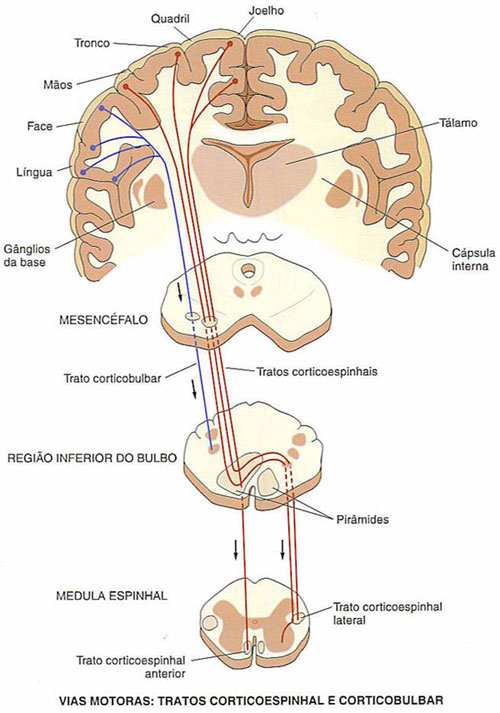 Joelho
Quadril
Tronco
Mãos
Face
Língua
Tálamo
Gânglios
da base
Cápsula
interna
MESENCÉFALO
Trato corticobulbar
Tratos corticoespinhais
REGIÃO INFERIOR DO BULBO
Pirâmides
MEDULA ESPINHAL
Trato corticoespinhal
lateral
Trato corticoespinhal
anterior
VIAS MOTORAS: TRATOS CORTICOESPINHAL E CORTICOBULBAR